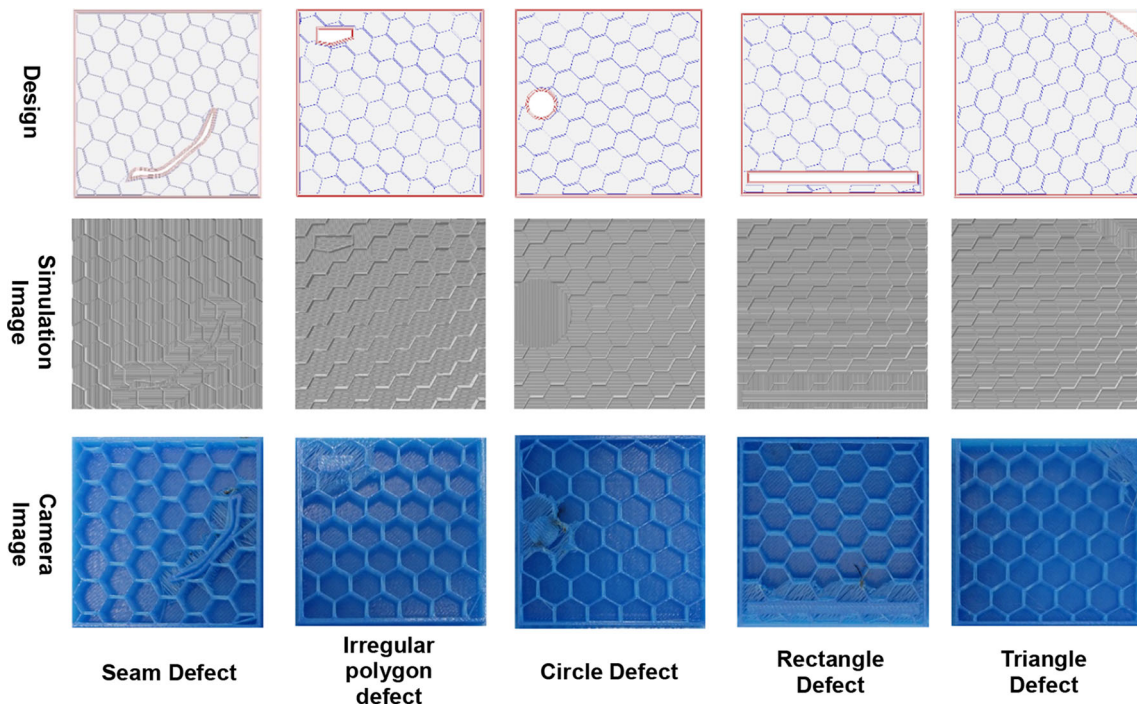 Design
Simulation
Image
Camera
Image
Seam Defect
Irregular
polygon
defect
Circle Defect
Rectangle
Defect
Triangle
Defect